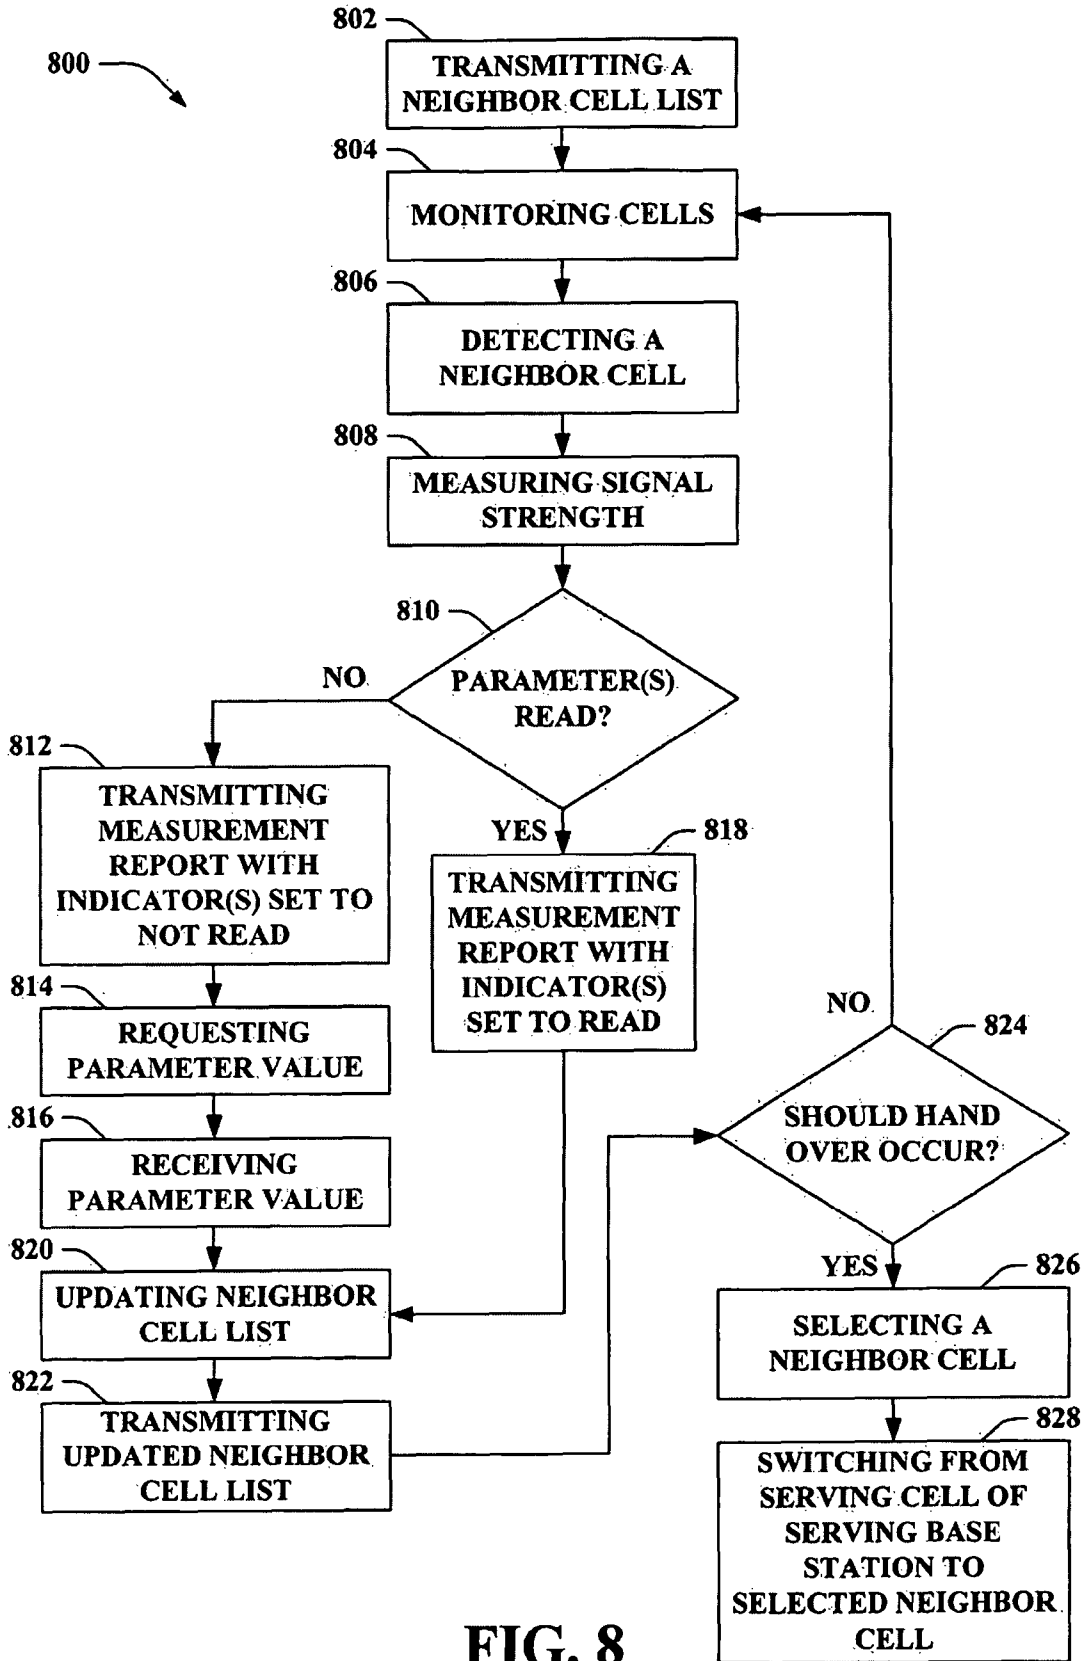 800
802
TRANSMITTING A
NEIGHBOR CELL LIST
804
MONITORING CELLS
806
DETECTING A
NEIGHBOR CELL
808
MEASURING SIGNAL
STRENGTH
810
PARAMETER(S)
READ?
NO
812
TRANSMITTING
MEASUREMENT
REPORT WITH
INDICATOR(S) SET TO
NOT READ
814
REQUESTING
PARAMETER VALUE
816
RECEIVING
PARAMETER VALUE
YES
818
TRANSMITTING
MEASUREMENT
REPORT WITH
INDICATOR(S)
SET TO READ
820
UPDATING NEIGHBOR
CELL LIST
822
TRANSMITTING
UPDATED NEIGHBOR
CELL LIST
NO
824
SHOULD HAND
OVER OCCUR?
YES
826
SELECTING A
NEIGHBOR CELL
828
SWITCHING FROM
SERVING CELL OF
SERVING BASE
STATION TO
SELECTED NEIGHBOR
CELL
FIG. 8